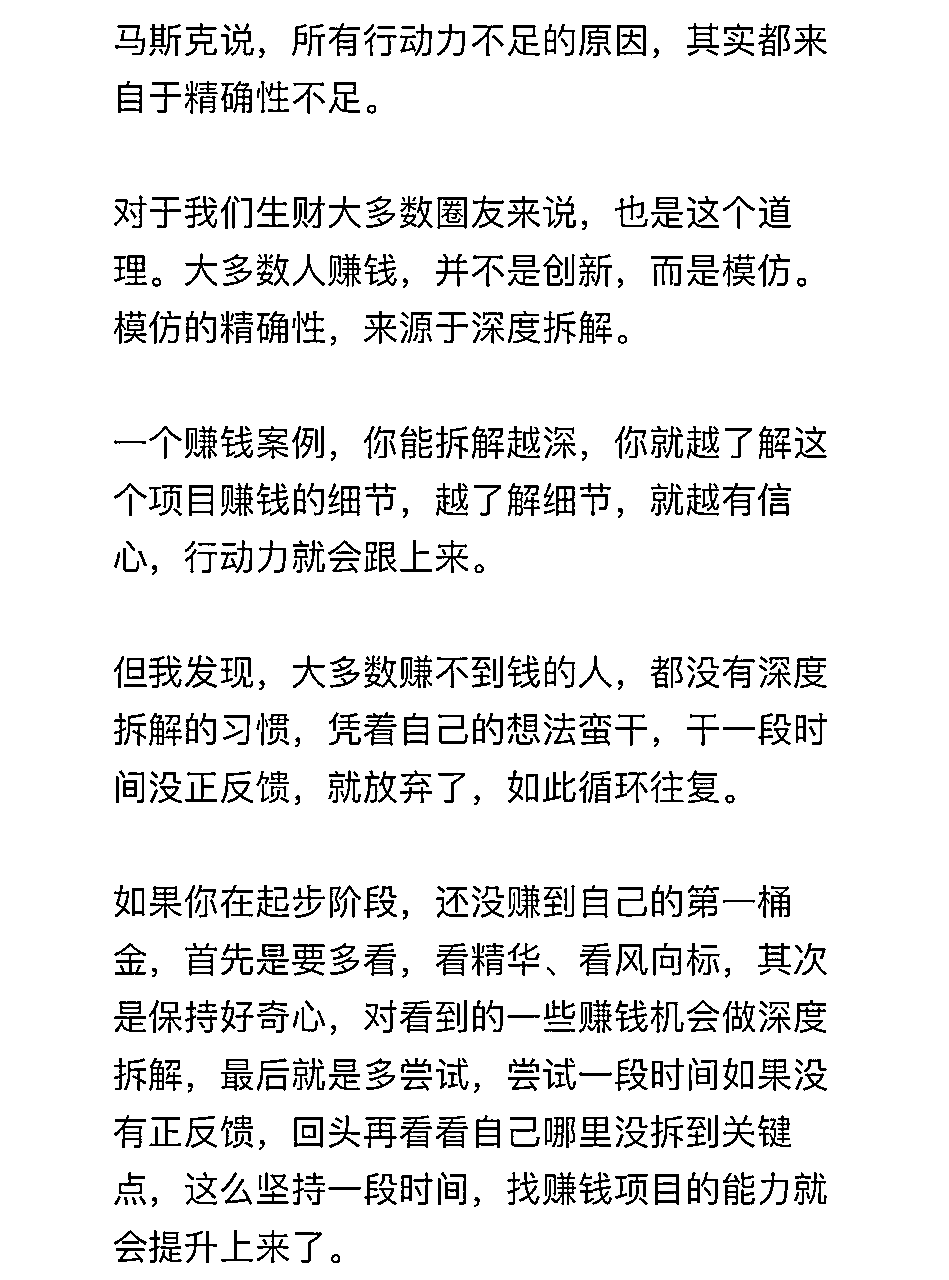 马斯克说，所有行动力不足的原因，其实都来
自于精确性不足。
对于我们生财大多数圈友来说，也是这个道
理。大多数人赚钱，并不是创新，而是模仿。
模仿的精确性，来源于深度拆解。
一个赚钱案例，你能拆解越深，你就越了解这
个项目赚钱的细节，越了解细节，就越有信
心，行动力就会跟上来。
但我发现，大多数赚不到钱的人，都没有深度
拆解的习惯，凭着自己的想法蛮干，干一段时
间没正反馈，就放弃了，如此循环往复。
如果你在起步阶段，还没赚到自己的第一桶
金，首先是要多看，看精华、看风向标，其次
是保持好奇心，对看到的一些赚钱机会做深度
拆解，最后就是多尝试，尝试一段时间如果没
有正反馈，回头再看看自己哪里没拆到关键
点，这么坚持一段时间，找赚钱项目的能力就
会提升上来了。